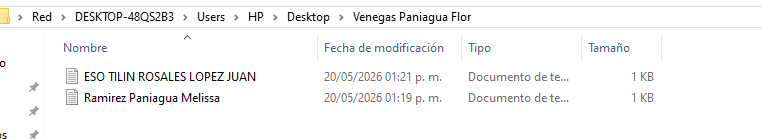 Red > DESKTOP-48QS2B3 > Users > HP > Desktop > Venegas Paniagua Flor
Nombre Fecha de modificación Tipo Tamaño
ESO TILIN ROSALES LOPEZ JUAN 20/05/2026 01:21 p. m. Documento de te... 1 KB
Ramirez Paniagua Melissa 20/05/2026 01:19 p. m. Documento de te... 1 KB